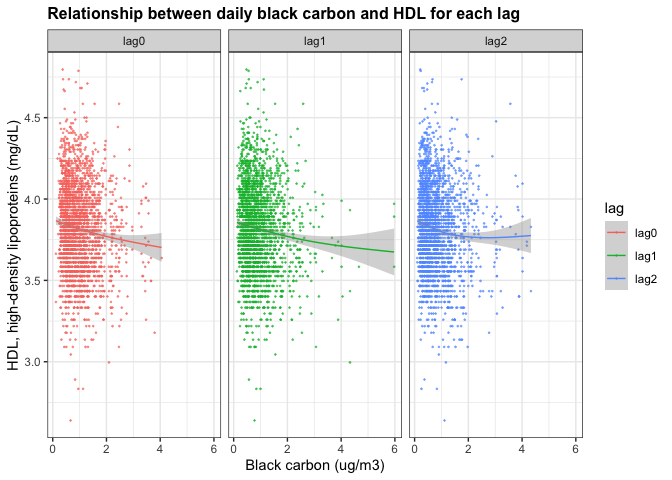 Relationship between daily black carbon and HDL for each lag
lag0 lag1 lag2
HDL, high-density lipoproteins (mg/dL)
4.5
4.0
3.5
3.0
0 2 4 6 0 2 4 6 0 2 4 6
Black carbon (ug/m3)
lag
lag0
lag1
lag2